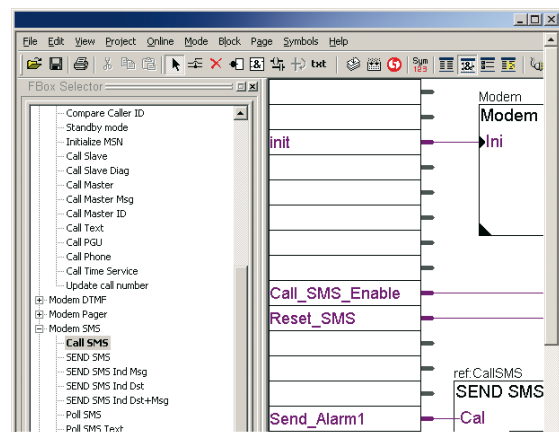 File Edit View Project Online Mode Block Page Symbols Help
txt Sym 123
FBox Selector
Compare Caller ID
Standby mode
Initialize MSN
Call Slave
Call Slave Diag
Call Master
Call Master Msg
Call Master ID
Call Text
Call PGU
Call Phone
Call Time Service
Update call number
Modem DTMF
Modem Pager
Modem SMS
Call SMS
SEND SMS
SEND SMS Ind Msg
SEND SMS Ind Dst
SEND SMS Ind Dst+Msg
Poll SMS
Poll SMS Text
init
Call_SMS_Enable
Reset_SMS
Send_Alarm1
Modem
Modem
Ini
ref:CallSMS
SEND SMS
Cal